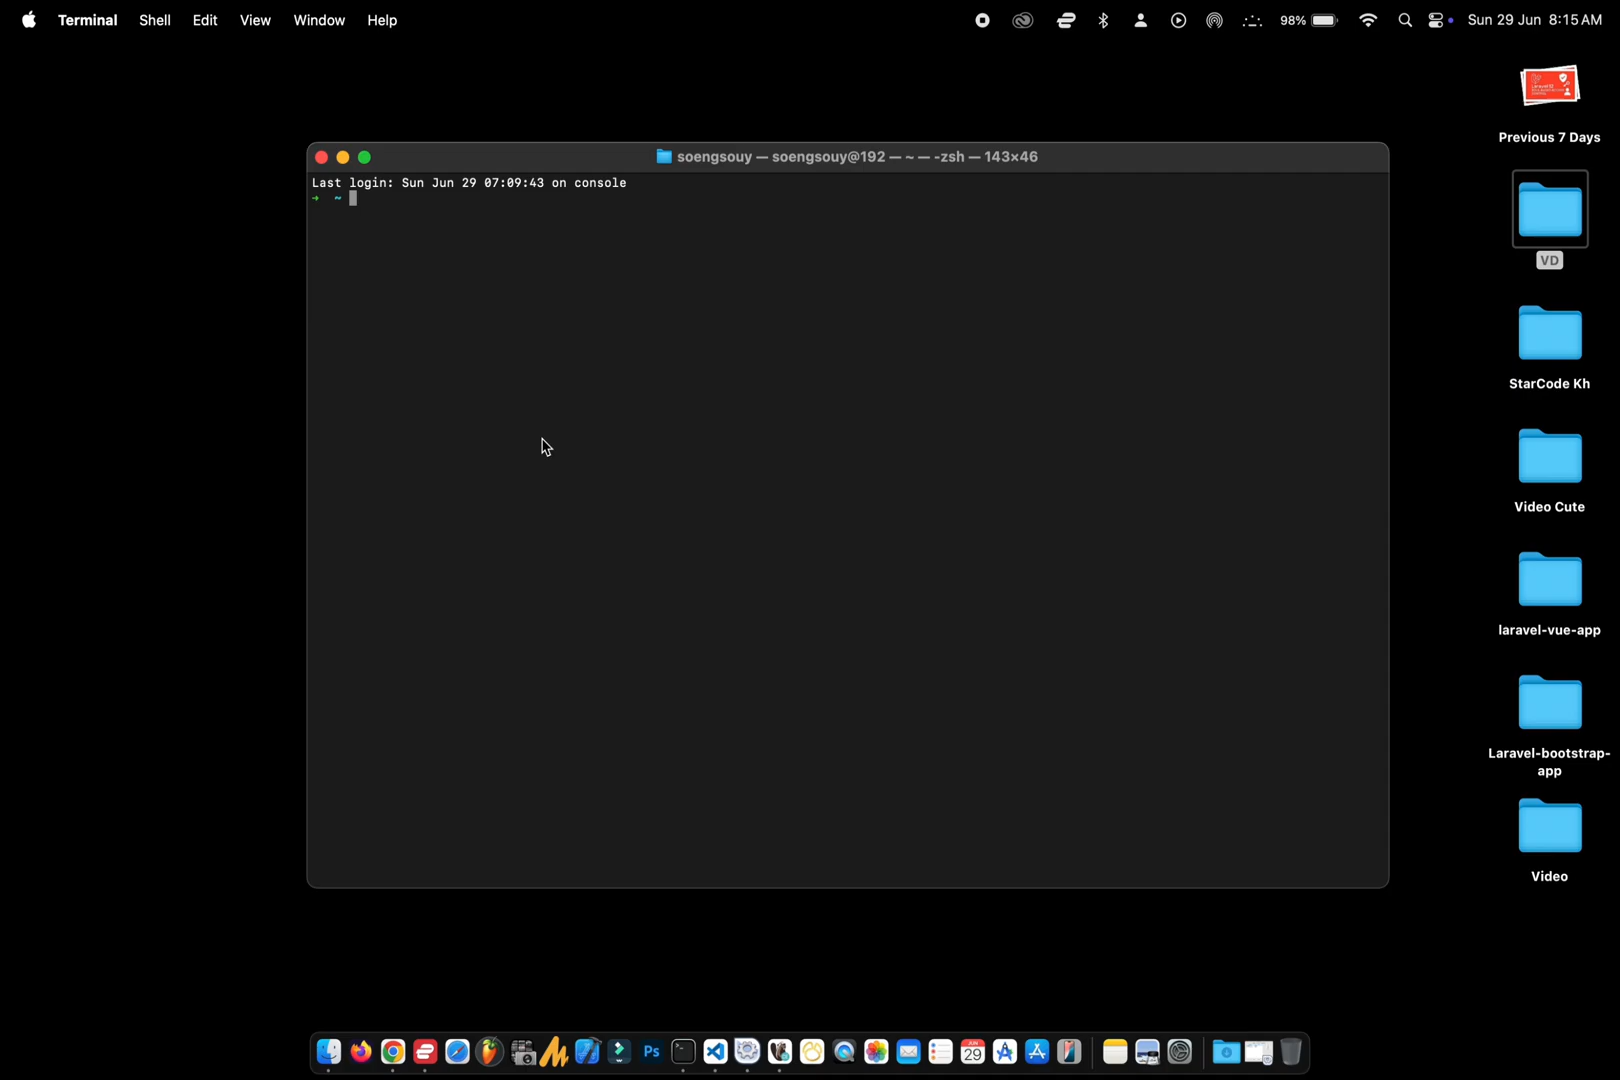 Terminal Shell Edit View Window Help
98% Sun 29 Jun 8:15 AM
Previous 7 Days
soengsouy — soengsouy@192 — ~ — -zsh — 143×46
Last login: Sun Jun 29 07:09:43 on console
→ ~
VD
StarCode Kh
Video Cute
laravel-vue-app
Laravel-bootstrap-
app
Video
Ps
JUN
29